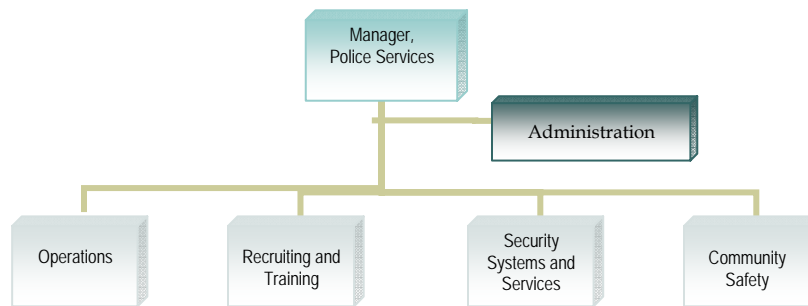 Manager,
Police Services
Administration
Operations
Recruiting and
Training
Security
Systems and
Services
Community
Safety